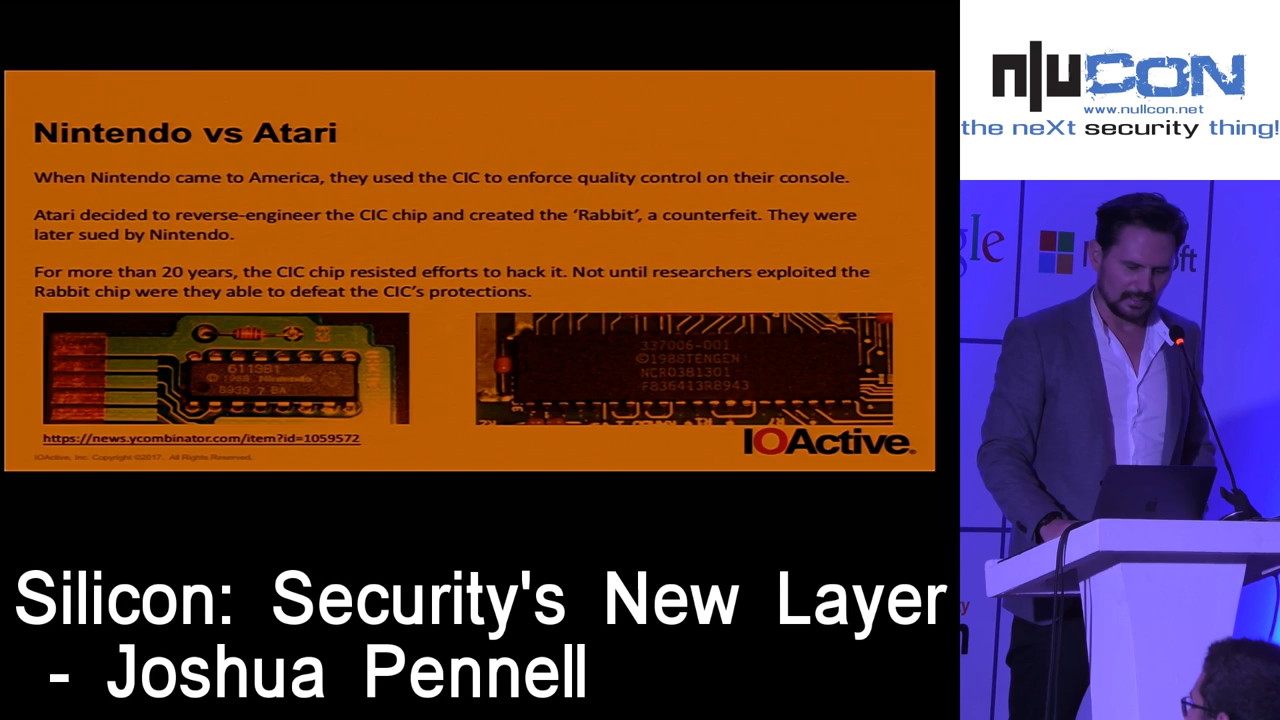 Nintendo vs Atari
When Nintendo came to America, they used the CIC to enforce quality control on their console.
Atari decided to reverse-engineer the CIC chip and created the ‘Rabbit’, a counterfeit. They were
later sued by Nintendo.
For more than 20 years, the CIC chip resisted efforts to hack it. Not until researchers exploited the
Rabbit chip were they able to defeat the CIC’s protections.
© 1988 Nintendo
337006-001
©1988TENGEN
NCR0381301
F836413R8943
https://news.ycombinator.com/item?id=1059572
IOActive, Inc. Copyright ©2017. All Rights Reserved.
IOActive.
Silicon: Security's New Layer
- Joshua Pennell
n|uCON
www.nullcon.net
the neXt security thing!
gle
soft